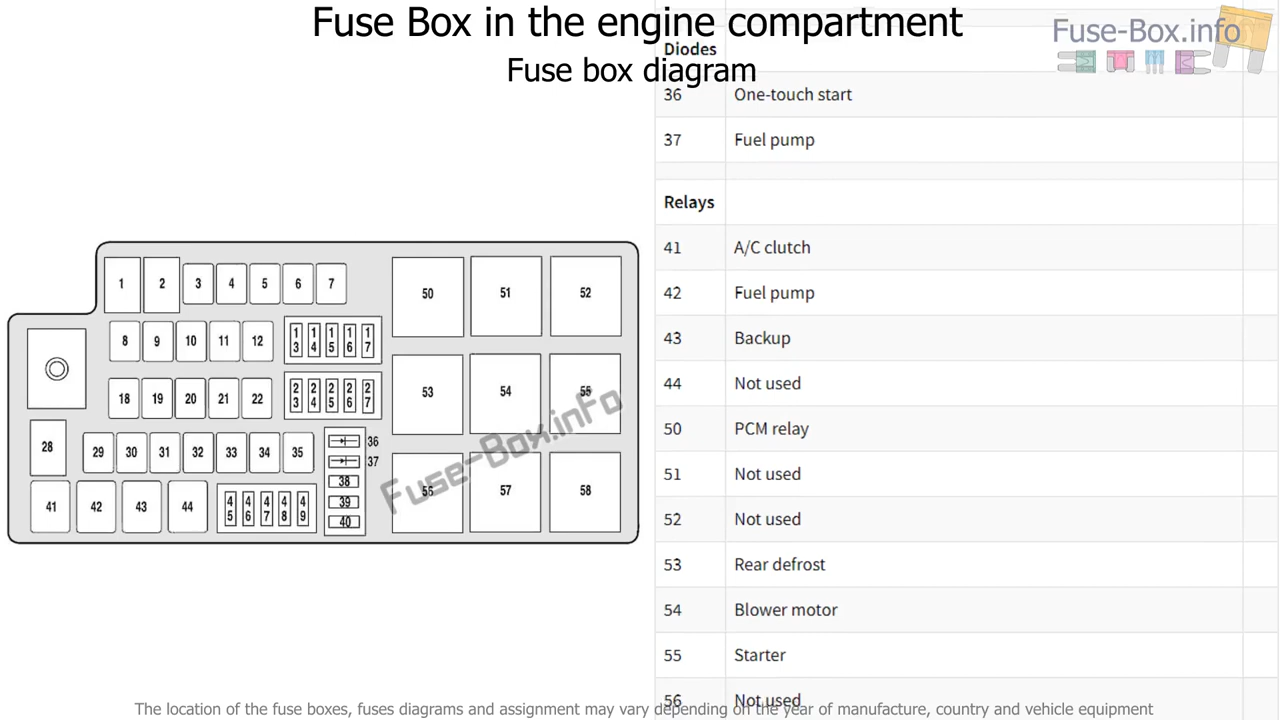 Fuse Box in the engine compartment
Fuse box diagram
Fuse-Box.info
Diodes
36 One-touch start
37 Fuel pump
Relays
41 A/C clutch
42 Fuel pump
43 Backup
44 Not used
50 PCM relay
51 Not used
52 Not used
53 Rear defrost
54 Blower motor
55 Starter
56 Not used
1 2 3 4 5 6 7
50 51 52
8 9 10 11 12
13 14 15 16 17
18 19 20 21 22
23 24 25 26 27
53 54 55
28 29 30 31 32 33 34 35
36
37
38
39
40
41 42 43 44
45 46 47 48 49
56 57 58
Fuse-Box.info
The location of the fuse boxes, fuses diagrams and assignment may vary depending on the year of manufacture, country and vehicle equipment